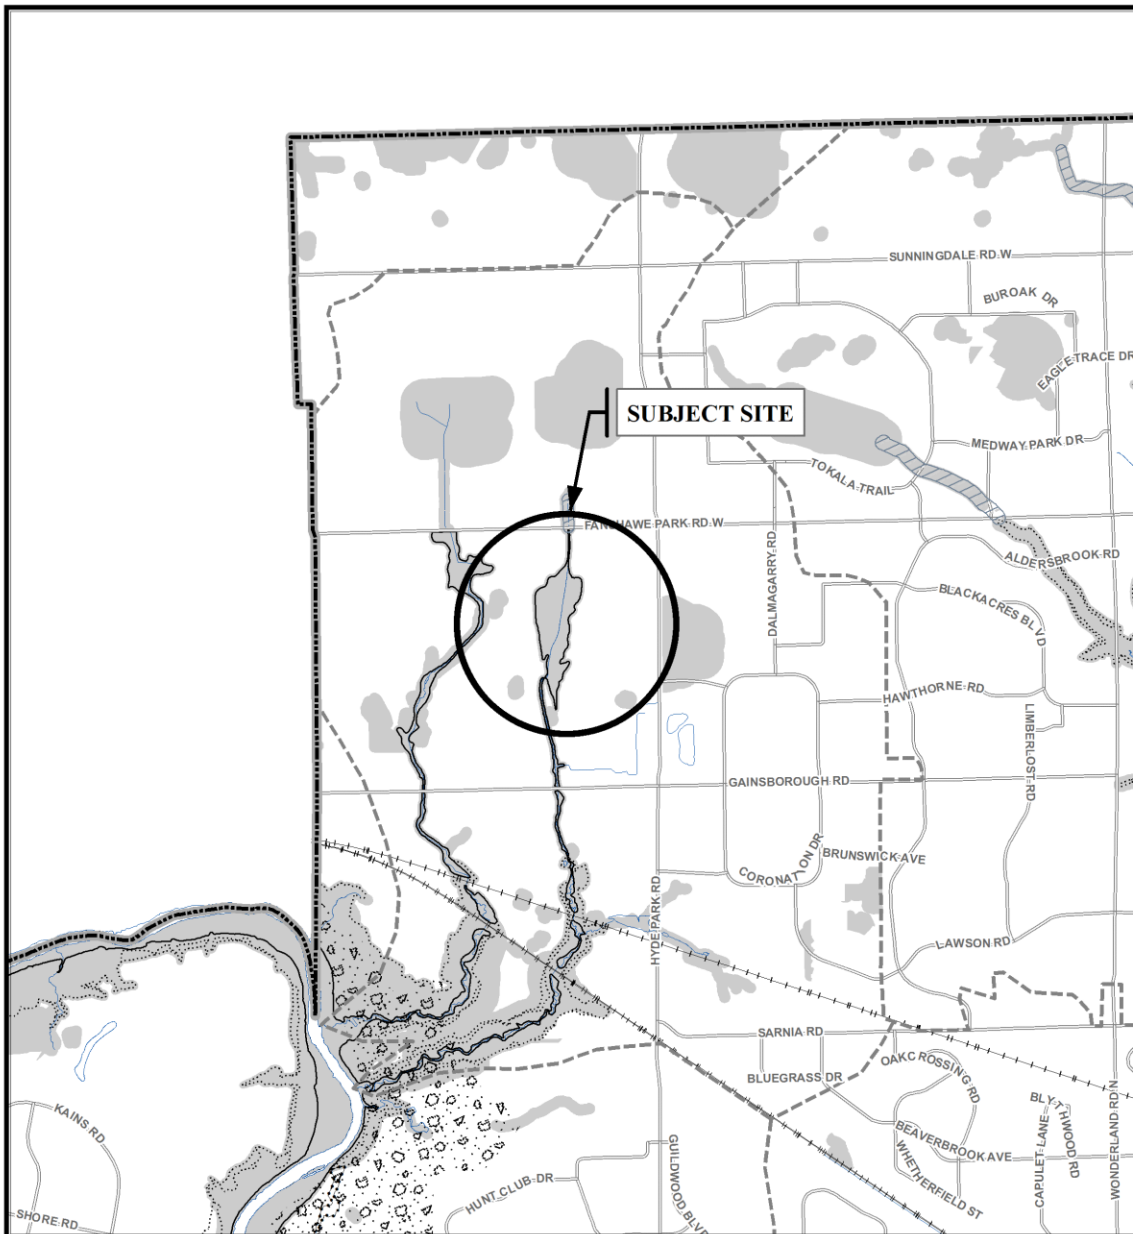 SUNNINGDALE RD W
BUROAK DR
EAGLE TRACE DR
SUBJECT SITE
MEDWAY PARK DR
TOKALA TRAIL
FANSHAWE PARK RD W
ALDERSBROOK RD
DALMAGARRY RD
BLACKACRES BLVD
HAWTHORNE RD
LIMBERLOST RD
GAINSBOROUGH RD
BRUNSWICK AVE
CORONATION DR
HYDE PARK RD
LAWSON RD
SARNIA RD
OAKCROSSING RD
BLUEGRASS DR
KAINS RD
BLYTHWOOD RD
BEAVERBROOK AVE
CAPULET LANE
WONDERLAND RD N
WHETHERFIELD ST
GUILDWOOD BLVD
HUNT CLUB DR
SHORE RD